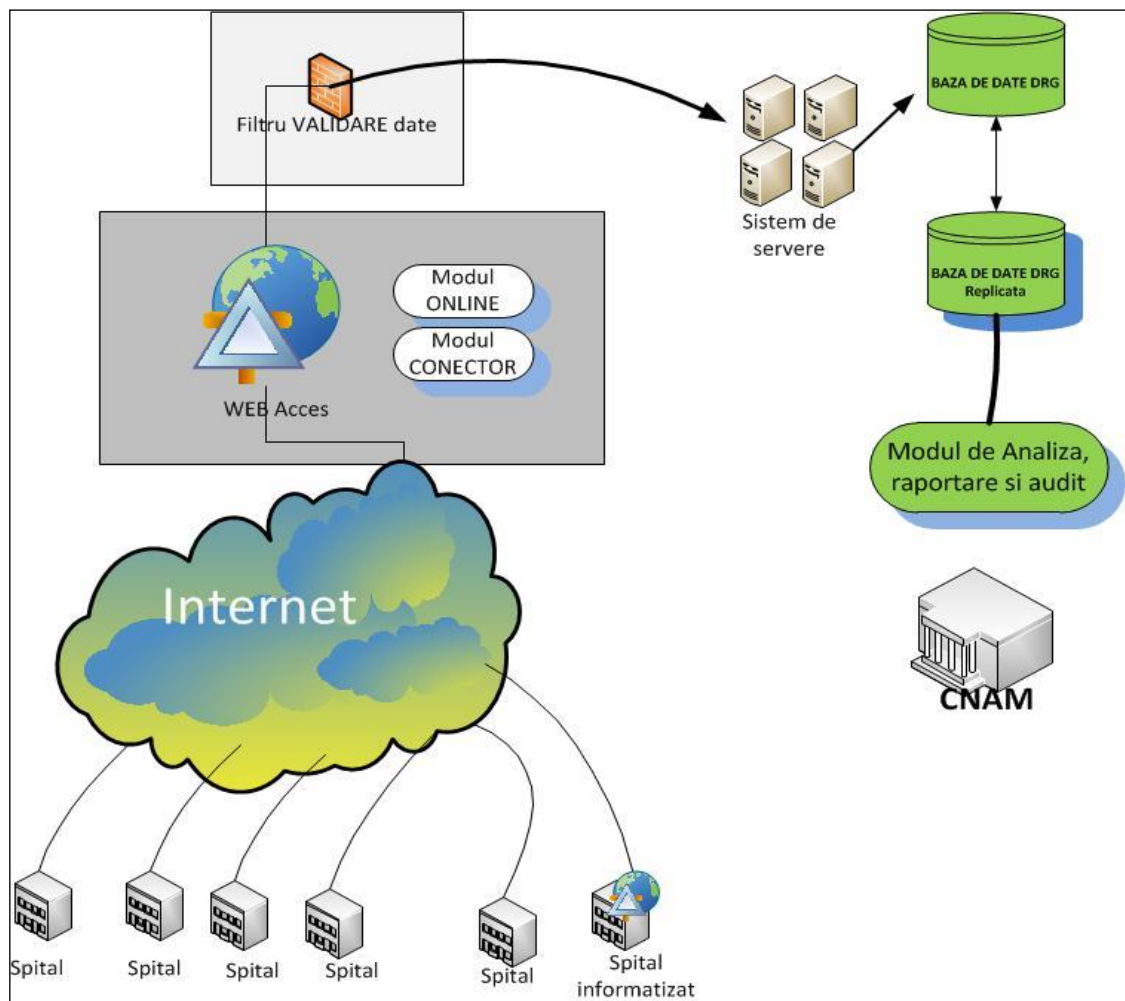 Filtru VALIDARE date
BAZA DE DATE DRG
Sistem de
servere
BAZA DE DATE DRG
Replicata
Modul
ONLINE
Modul
CONECTOR
WEB Acces
Modul de Analiza,
raportare si audit
Internet
CNAM
Spital
Spital
Spital
Spital
Spital
Spital
informatizat